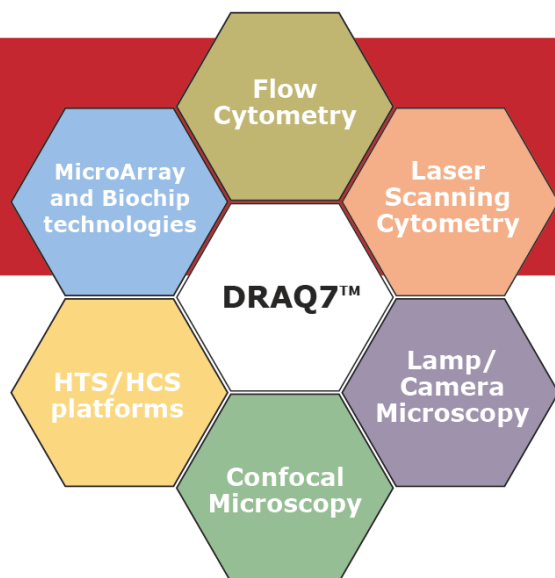 Flow
Cytometry
MicroArray
and Biochip
technologies
Laser
Scanning
Cytometry
DRAQ7™
HTS/HCS
platforms
Lamp/
Camera
Microscopy
Confocal
Microscopy